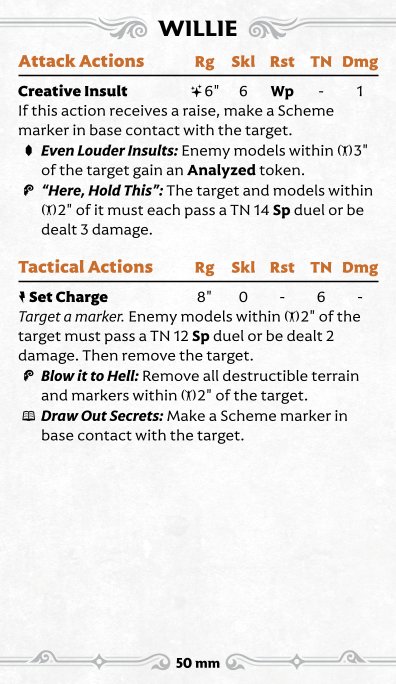 WILLIE
Attack Actions Rg Skl Rst TN Dmg
Creative Insult 6" 6 Wp - 1
If this action receives a raise, make a Scheme
marker in base contact with the target.
Even Louder Insults: Enemy models within 3"
of the target gain an Analyzed token.
“Here, Hold This”: The target and models within
2" of it must each pass a TN 14 Sp duel or be
dealt 3 damage.
Tactical Actions Rg Skl Rst TN Dmg
Set Charge 8" 0 - 6 -
Target a marker. Enemy models within 2" of the
target must pass a TN 12 Sp duel or be dealt 2
damage. Then remove the target.
Blow it to Hell: Remove all destructible terrain
and markers within 2" of the target.
Draw Out Secrets: Make a Scheme marker in
base contact with the target.
50 mm